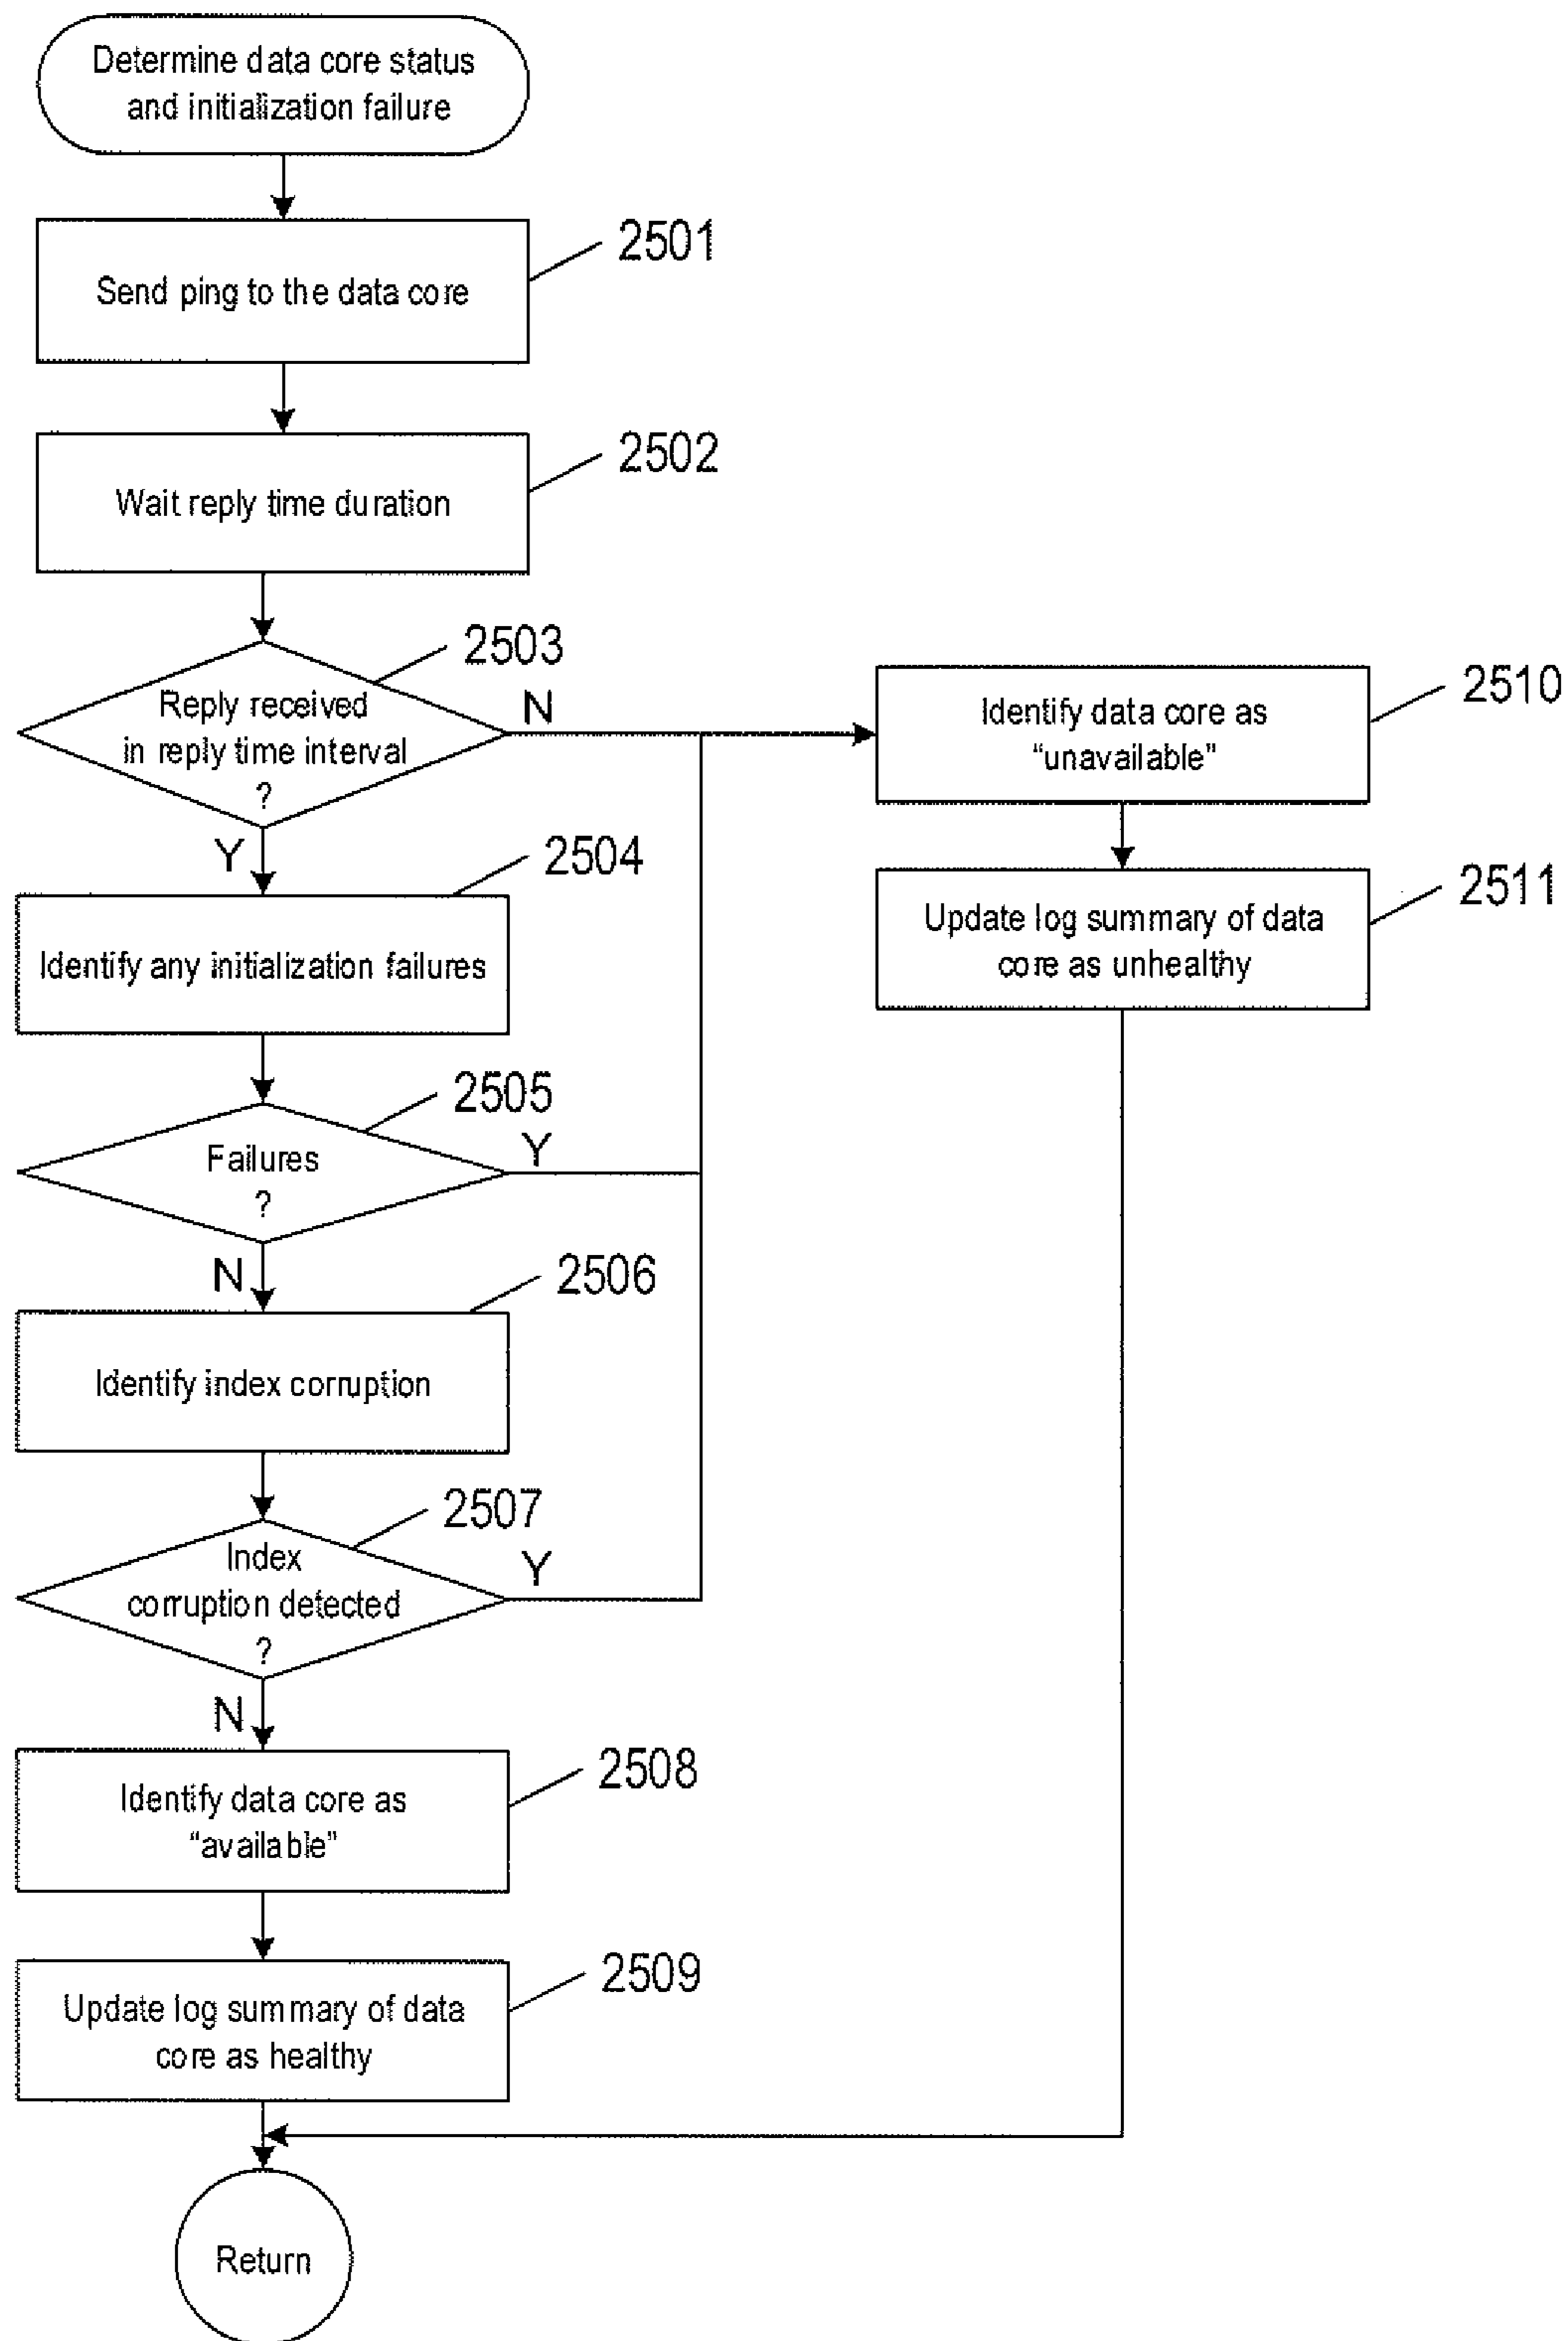 Determine data core status
and initialization failure
2501
Send ping to the data core
2502
Wait reply time duration
2503
Reply received
in reply time interval
?
N
Y
2510
Identify data core as
“unavailable”
2504
Identify any initialization failures
2511
Update log summary of data
core as unhealthy
2505
Failures
?
Y
N
2506
Identify index corruption
2507
Index
corruption detected
?
Y
N
2508
Identify data core as
“available”
2509
Update log summary of data
core as healthy
Return